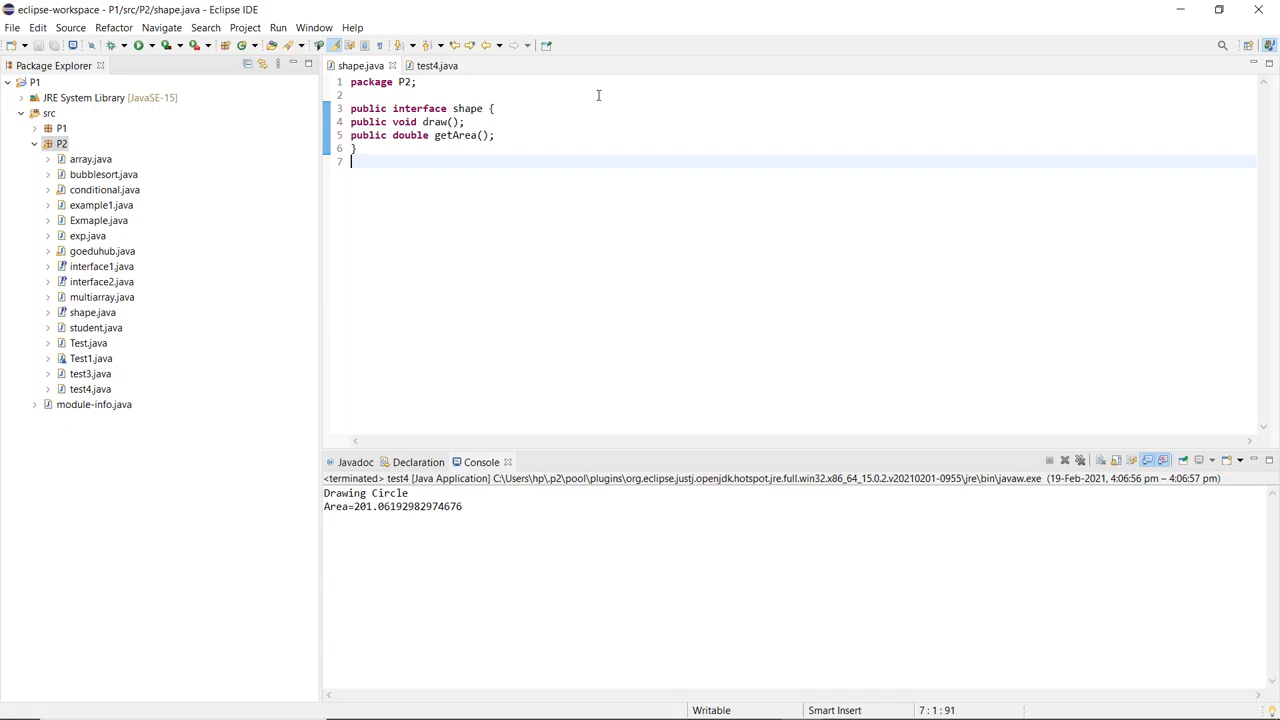 eclipse-workspace - P1/src/P2/shape.java - Eclipse IDE
File Edit Source Refactor Navigate Search Project Run Window Help
Package Explorer
P1
JRE System Library [JavaSE-15]
src
P1
P2
array.java
bubblesort.java
conditional.java
example1.java
Exmaple.java
exp.java
goeduhub.java
interface1.java
interface2.java
multiarray.java
shape.java
student.java
Test.java
Test1.java
test3.java
test4.java
module-info.java
shape.java test4.java
1 package P2;
2
3 public interface shape {
4 public void draw();
5 public double getArea();
6 }
7
Javadoc Declaration Console
<terminated> test4 [Java Application] C:\Users\hp\.p2\pool\plugins\org.eclipse.justj.openjdk.hotspot.jre.full.win32.x86_64_15.0.2.v20210201-0955\jre\bin\javaw.exe (19-Feb-2021, 4:06:56 pm – 4:06:57 pm)
Drawing Circle
Area=201.06192982974676
Writable Smart Insert 7 : 1 : 91